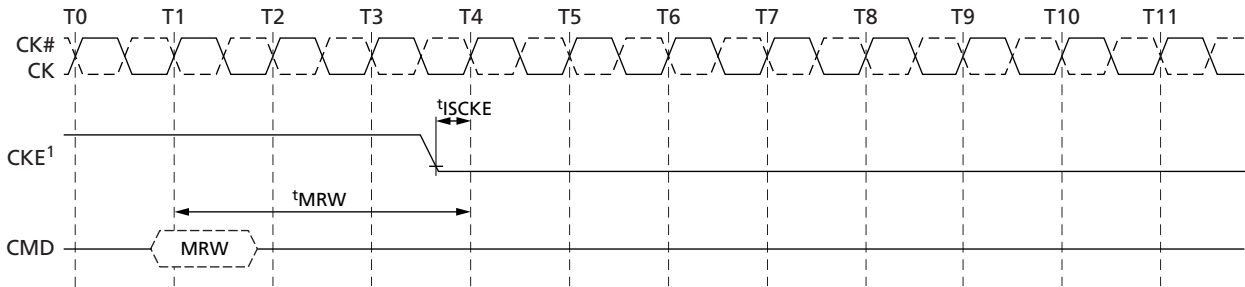 T0 T1 T2 T3 T4 T5 T6 T7 T8 T9 T10 T11
CK#
CK
tISCKE
CKE1
tMRW
CMD MRW